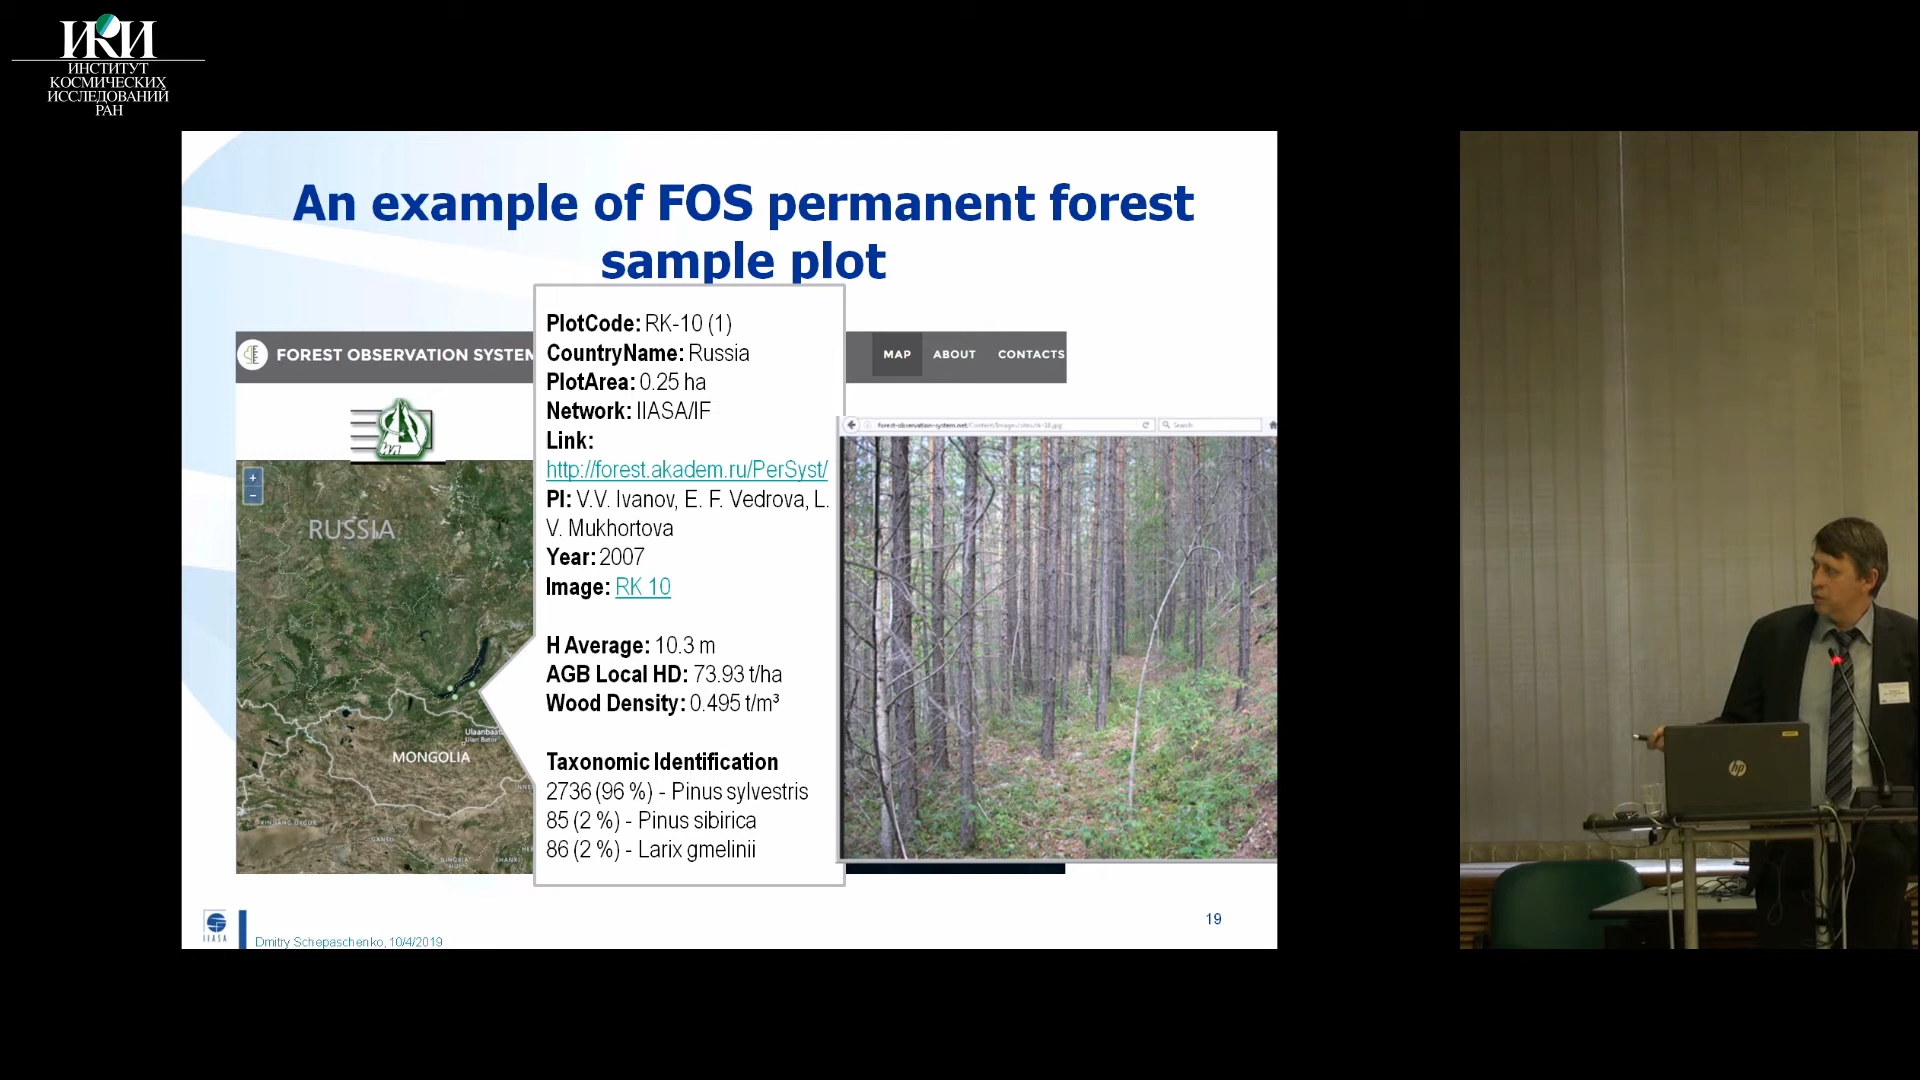 ИКИ
ИНСТИТУТ
КОСМИЧЕСКИХ
ИССЛЕДОВАНИЙ
РАН
An example of FOS permanent forest
sample plot
FOREST OBSERVATION SYSTEM
MAP ABOUT CONTACTS
PlotCode: RK-10 (1)
CountryName: Russia
PlotArea: 0.25 ha
Network: IIASA/IF
Link:
http://forest.akadem.ru/PerSyst/
PI: V.V. Ivanov, E. F. Vedrova, L.
V. Mukhortova
Year: 2007
Image: RK 10
H Average: 10.3 m
AGB Local HD: 73.93 t/ha
Wood Density: 0.495 t/m³
Taxonomic Identification
2736 (96 %) - Pinus sylvestris
85 (2 %) - Pinus sibirica
86 (2 %) - Larix gmelinii
ИЛ
+
-
RUSSIA
MONGOLIA
Search
hp
IIASA
Dmitry Schepaschenko, 10/4/2019
19